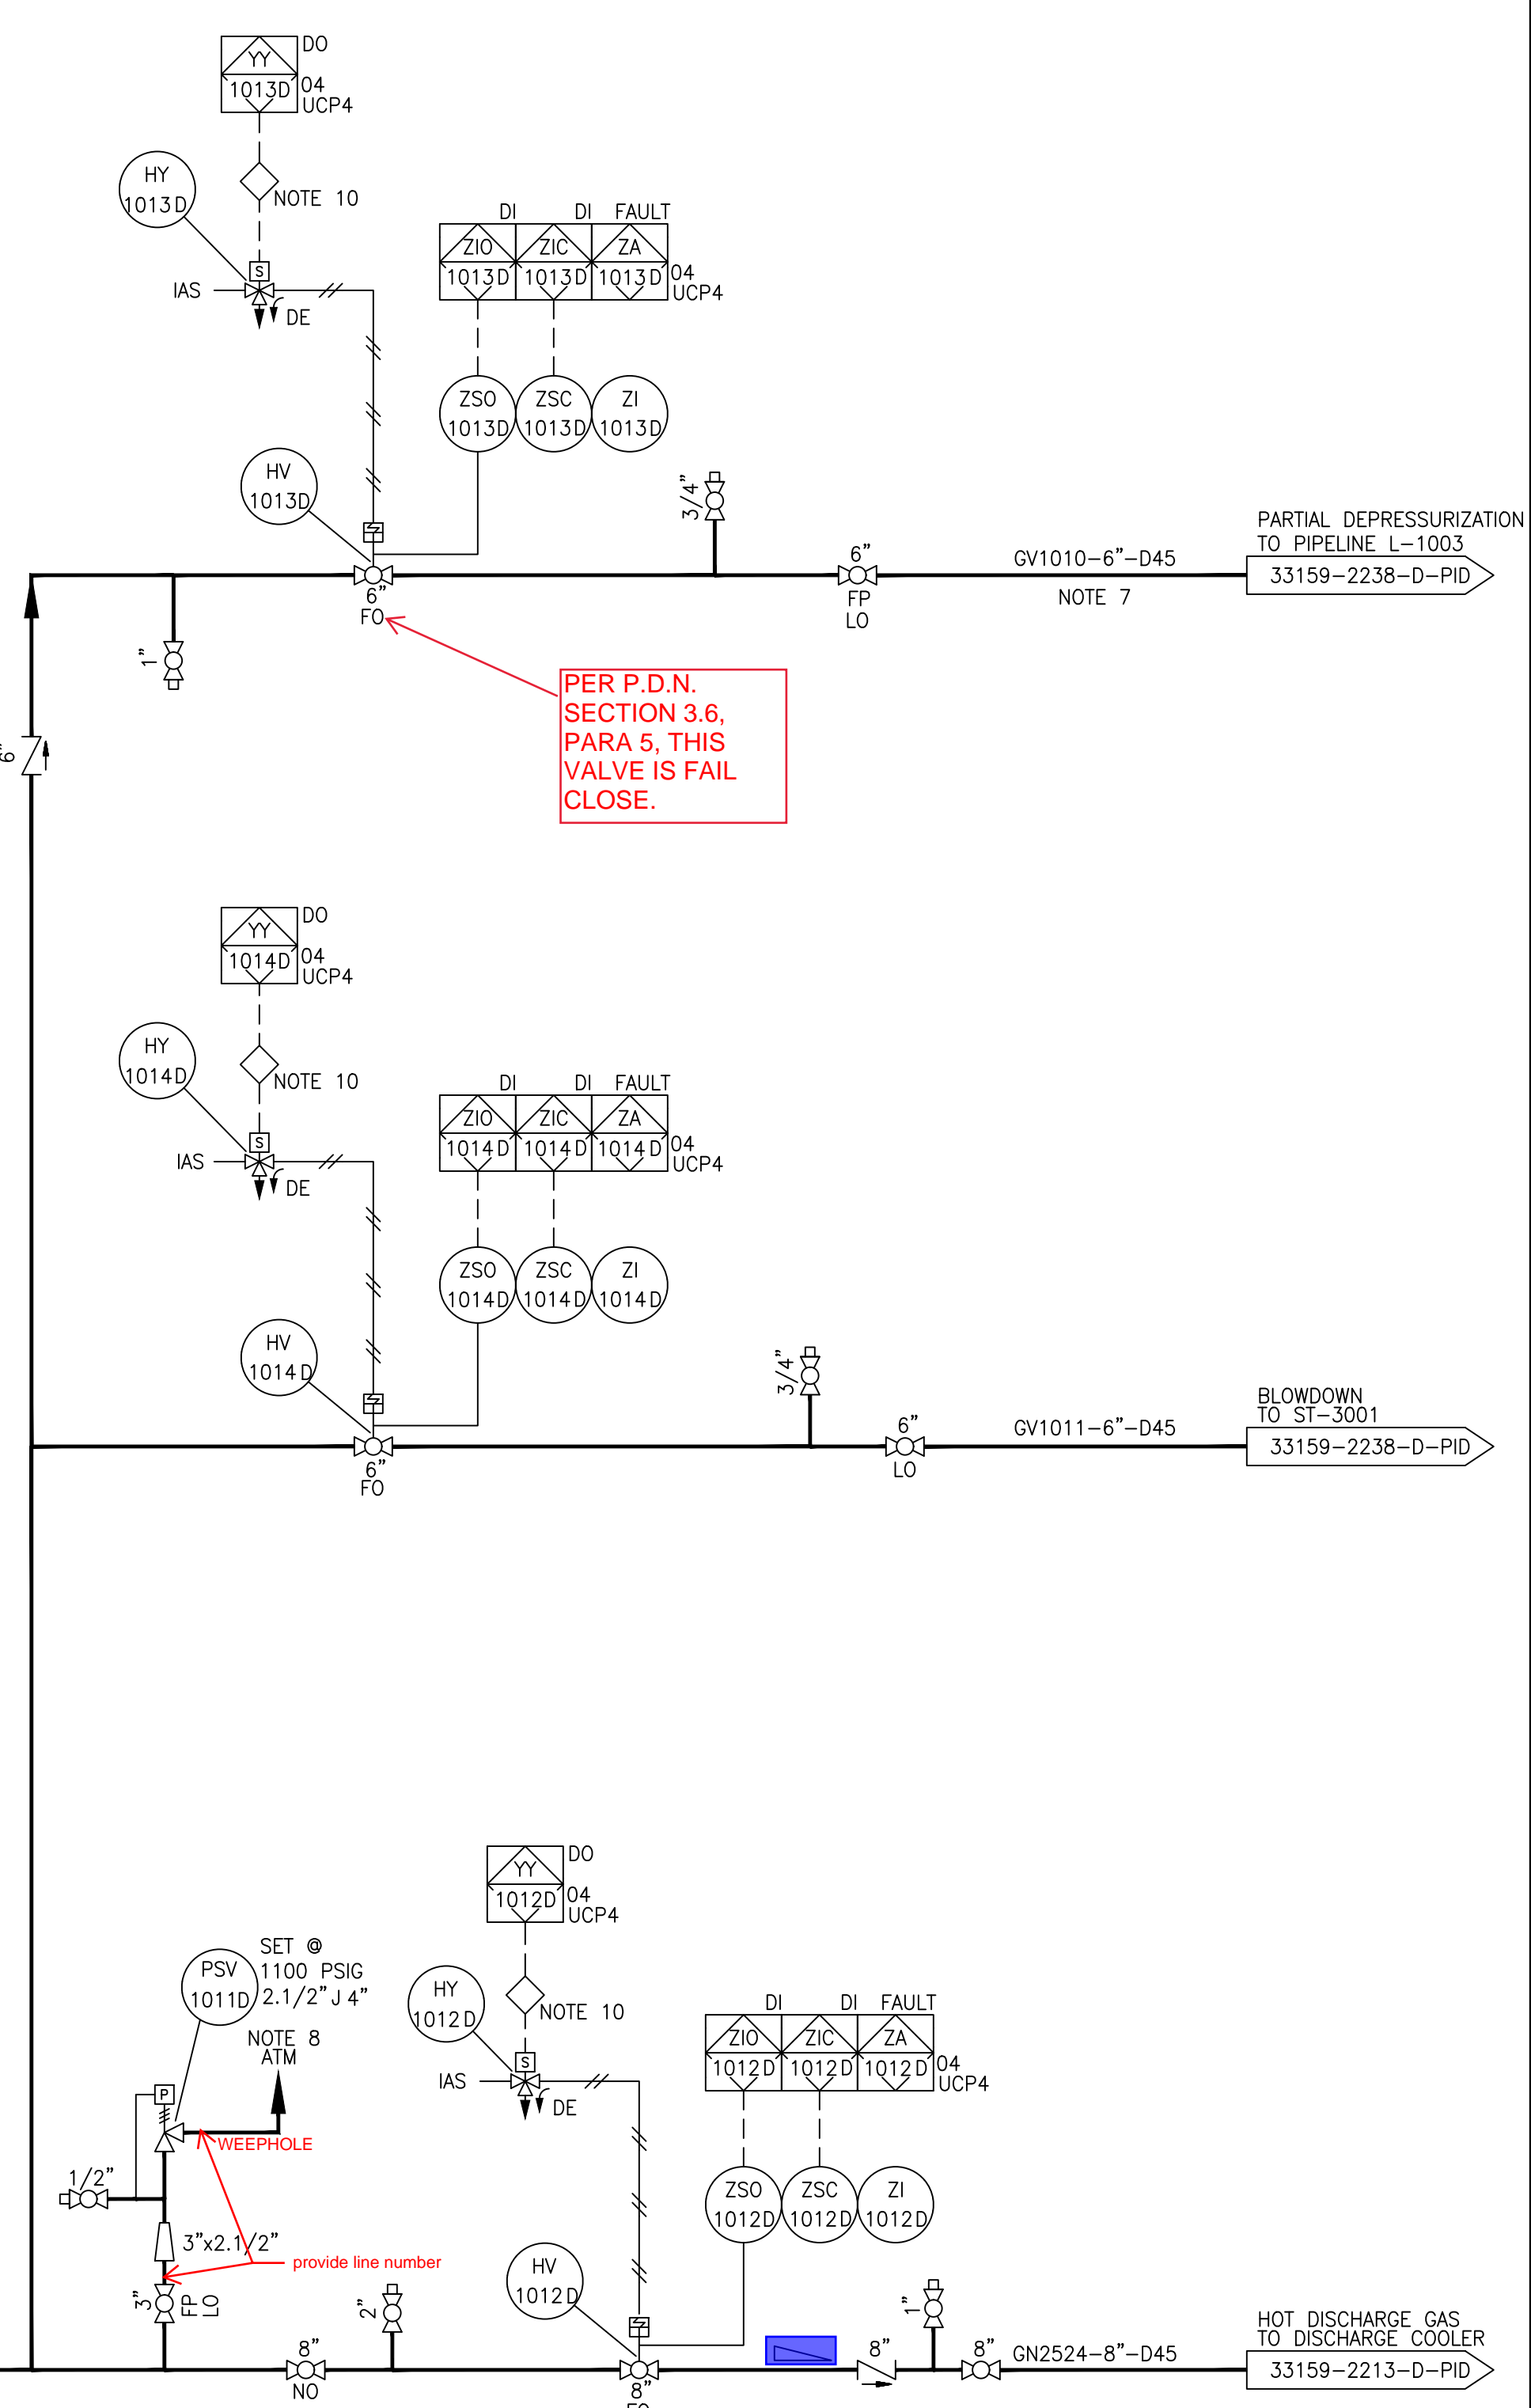 YY
DO
1013D
04
UCP4
HY
1013D
NOTE 10
S
IAS
DE
DI
DI
FAULT
ZIO
ZIC
ZA
1013D
1013D
1013D
04
UCP4
ZSO
ZSC
ZI
1013D
1013D
1013D
HV
1013D
3/4"
6"
FO
1"
6"
FP
LO
GV1010-6"-D45
NOTE 7
PARTIAL DEPRESSURIZATION
TO PIPELINE L-1003
33159-2238-D-PID
PER P.D.N.
SECTION 3.6,
PARA 5, THIS
VALVE IS FAIL
CLOSE.
6"
YY
DO
1014D
04
UCP4
HY
1014D
NOTE 10
S
IAS
DE
DI
DI
FAULT
ZIO
ZIC
ZA
1014D
1014D
1014D
04
UCP4
ZSO
ZSC
ZI
1014D
1014D
1014D
HV
1014D
3/4"
6"
FO
6"
LO
GV1011-6"-D45
BLOWDOWN
TO ST-3001
33159-2238-D-PID
YY
DO
1012D
04
UCP4
PSV
1011D
SET @
1100 PSIG
2.1/2" J 4"
NOTE 8
ATM
P
WEEPHOLE
1/2"
3"x2.1/2"
provide line number
3"
FP
LO
HY
1012D
NOTE 10
S
IAS
DE
DI
DI
FAULT
ZIO
ZIC
ZA
1012D
1012D
1012D
04
UCP4
ZSO
ZSC
ZI
1012D
1012D
1012D
HV
1012D
8"
NO
2"
8"
8"
1"
8"
GN2524-8"-D45
HOT DISCHARGE GAS
TO DISCHARGE COOLER
33159-2213-D-PID